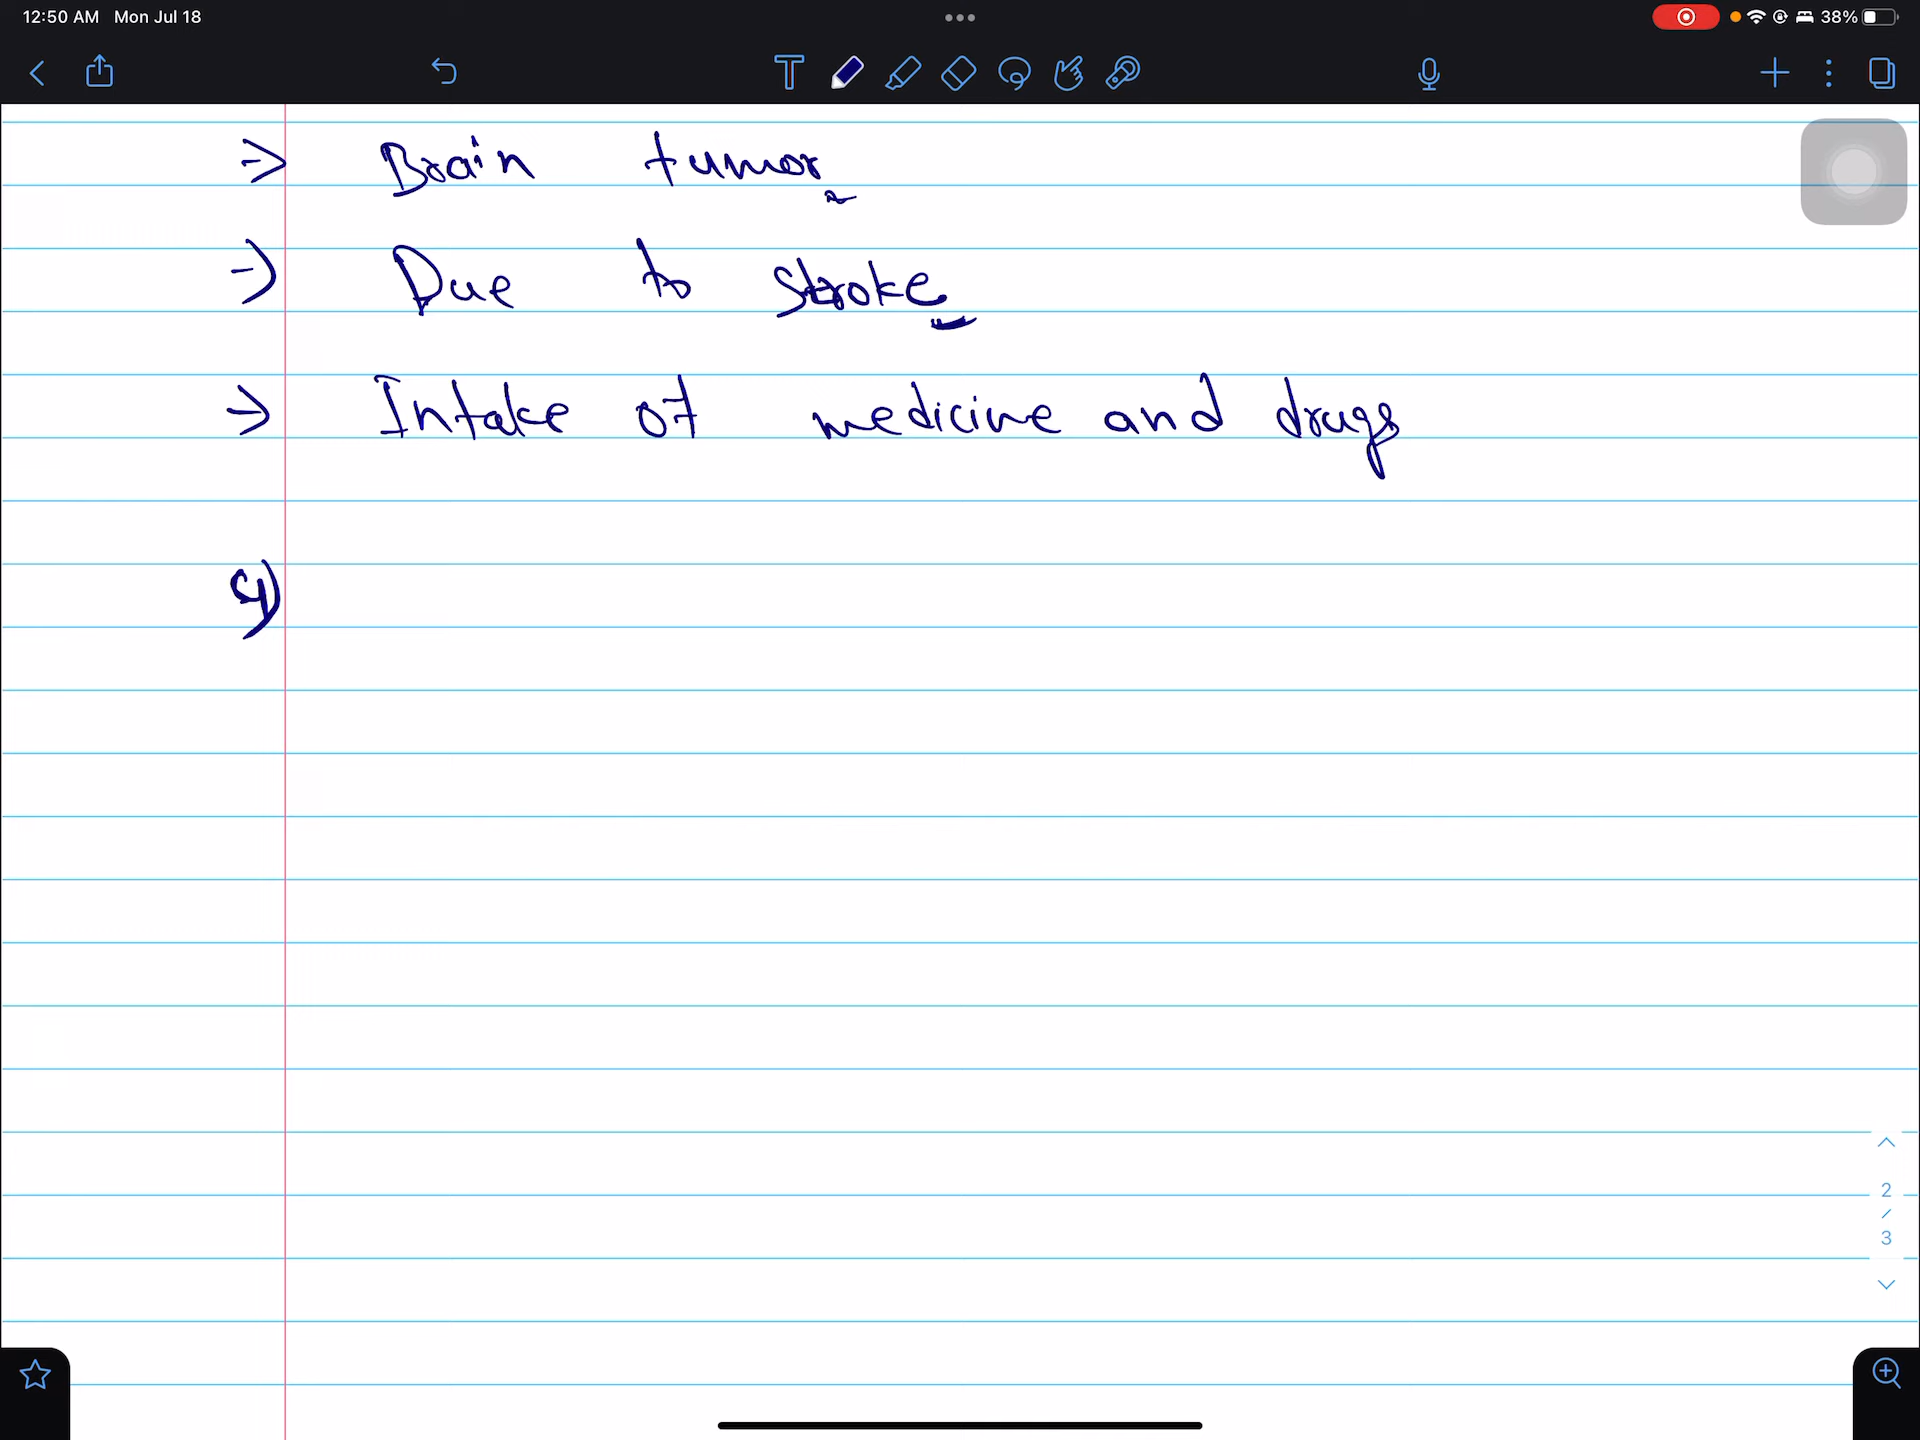 12:50 AM Mon Jul 18
38%
=> Brain tumor
-) Due to stroke
-> Intake of medicine and drugs
4)
2
/
3